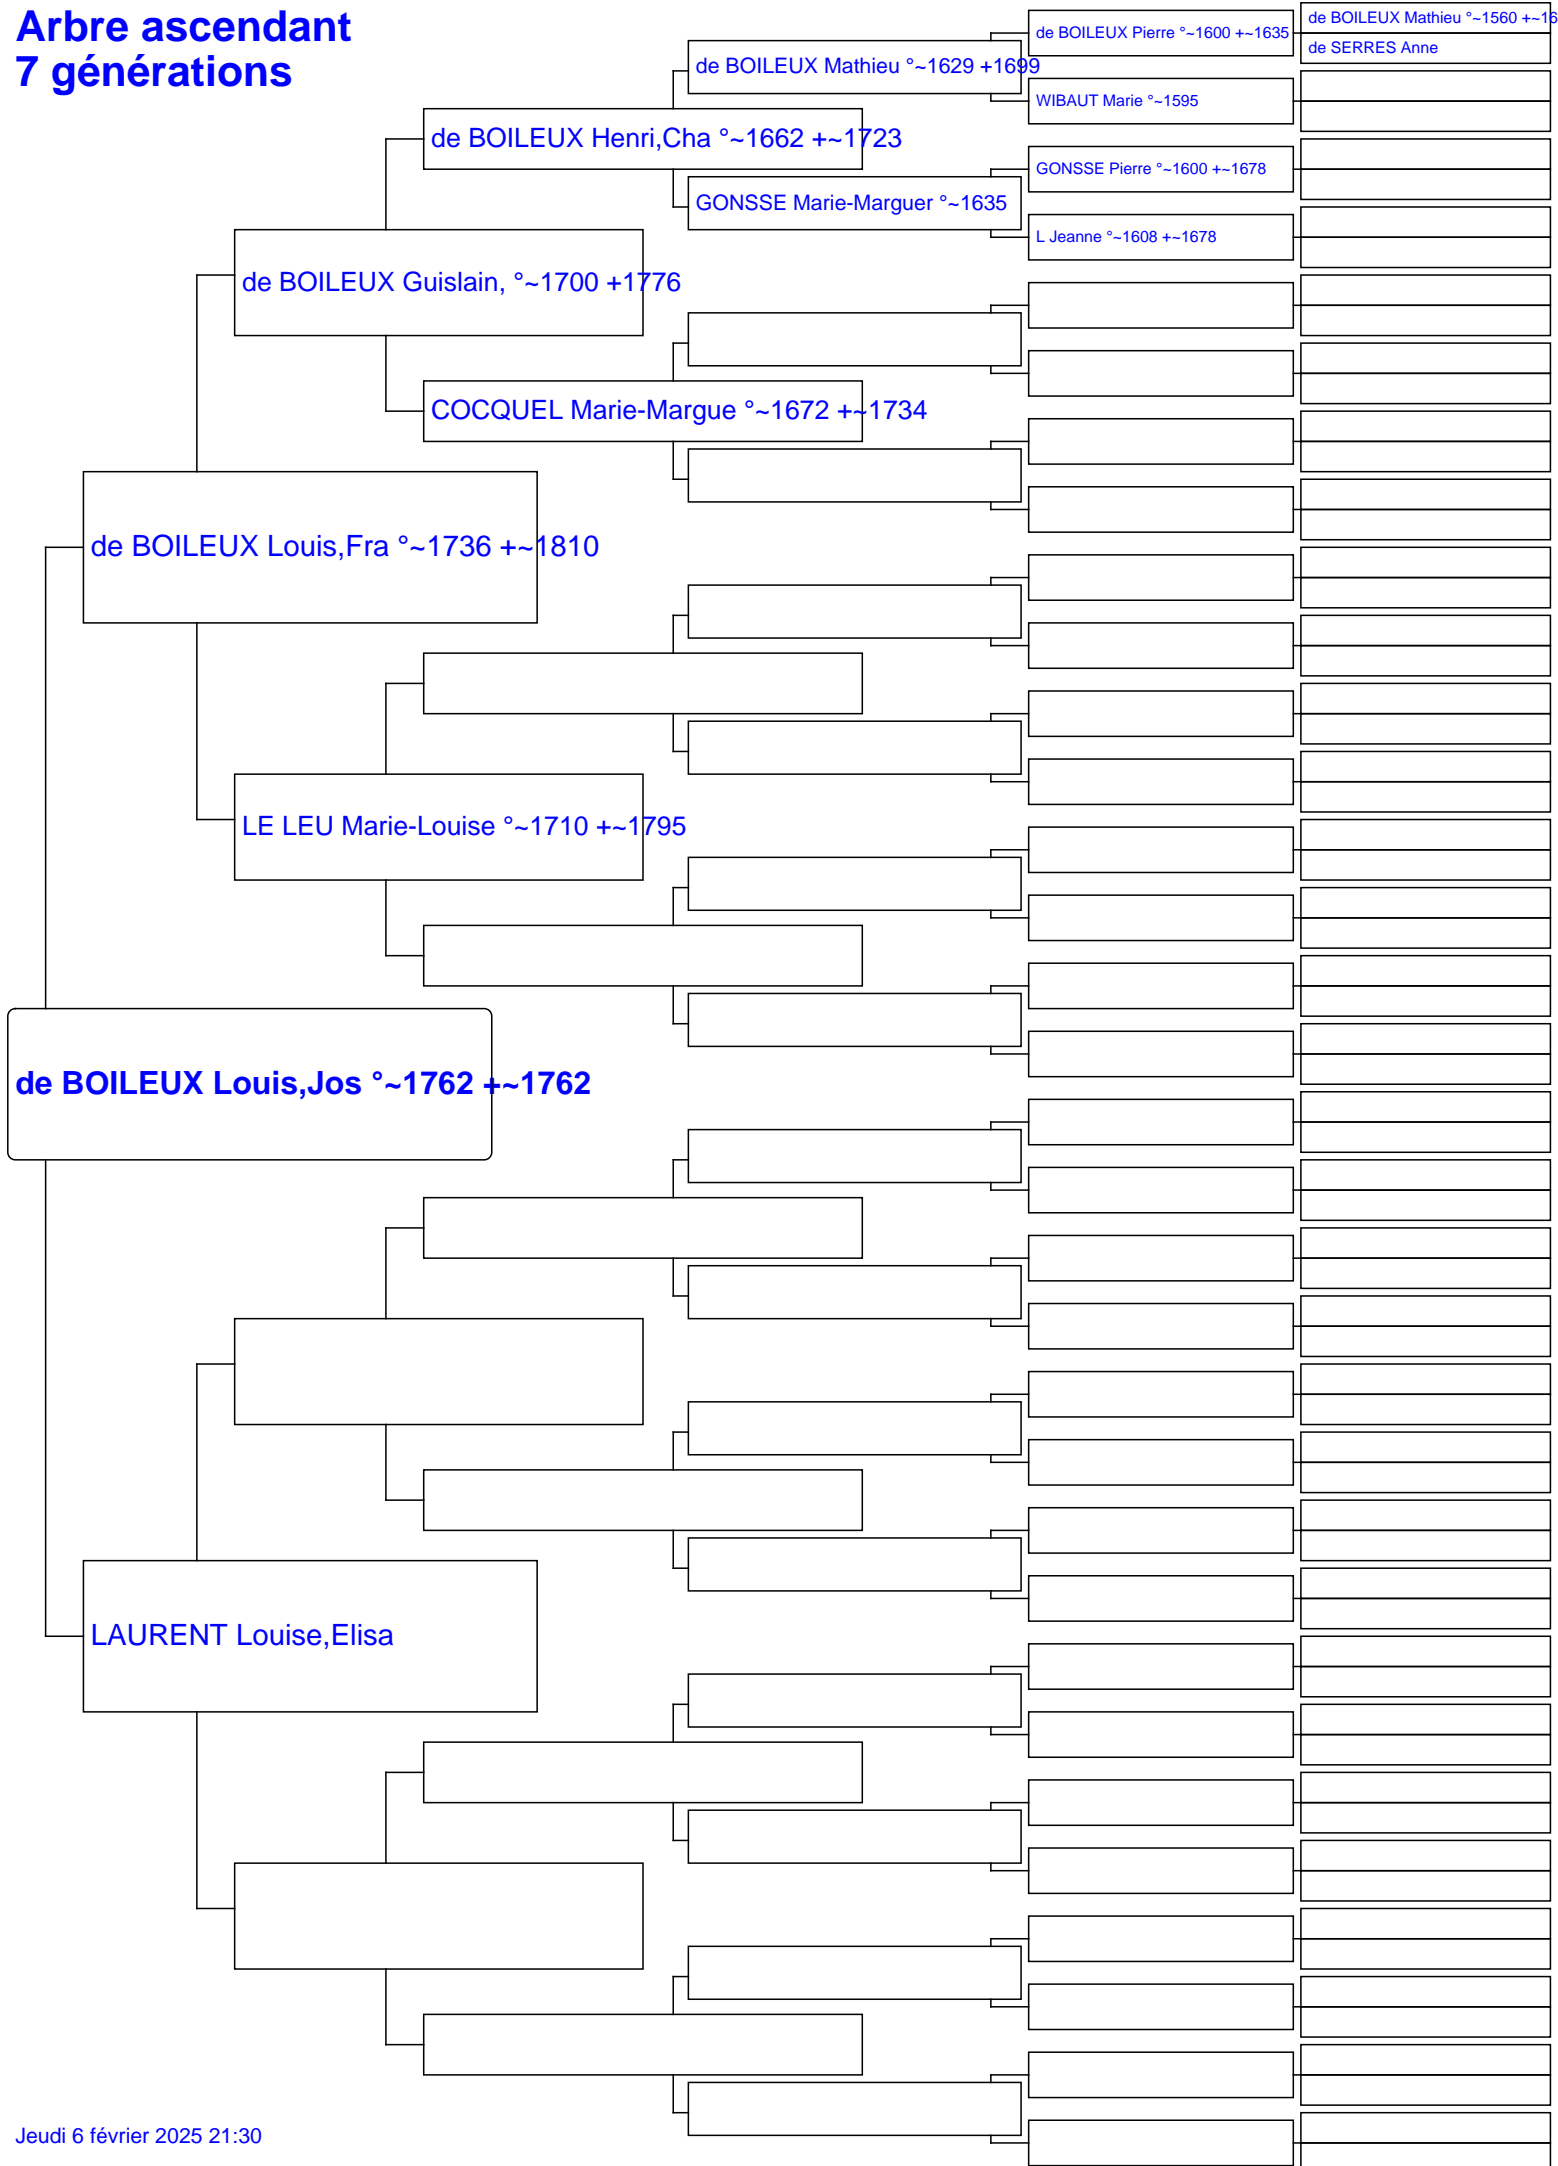 Arbre ascendant
7 générations
de BOILEUX Pierre °~1600 +~1635
de BOILEUX Mathieu °~1560 +~16
de SERRES Anne
de BOILEUX Mathieu °~1629 +1699
WIBAUT Marie °~1595
de BOILEUX Henri,Cha °~1662 +~1723
GONSSE Pierre °~1600 +~1678
GONSSE Marie-Marguer °~1635
L Jeanne °~1608 +~1678
de BOILEUX Guislain, °~1700 +1776
COCQUEL Marie-Margue °~1672 +~1734
de BOILEUX Louis,Fra °~1736 +~1810
LE LEU Marie-Louise °~1710 +~1795
de BOILEUX Louis,Jos °~1762 +~1762
LAURENT Louise,Elisa
Jeudi 6 février 2025 21:30